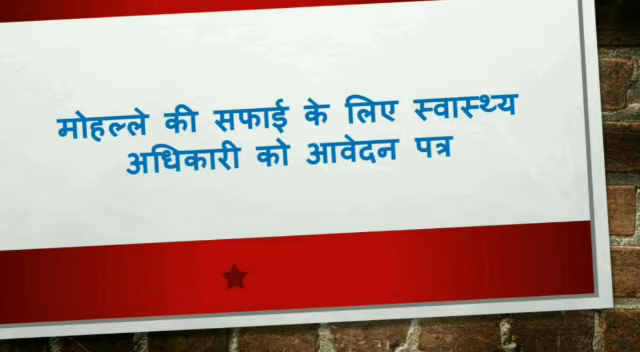 मोहल्ले की सफाई के लिए स्वास्थ्य
अधिकारी को आवेदन पत्र